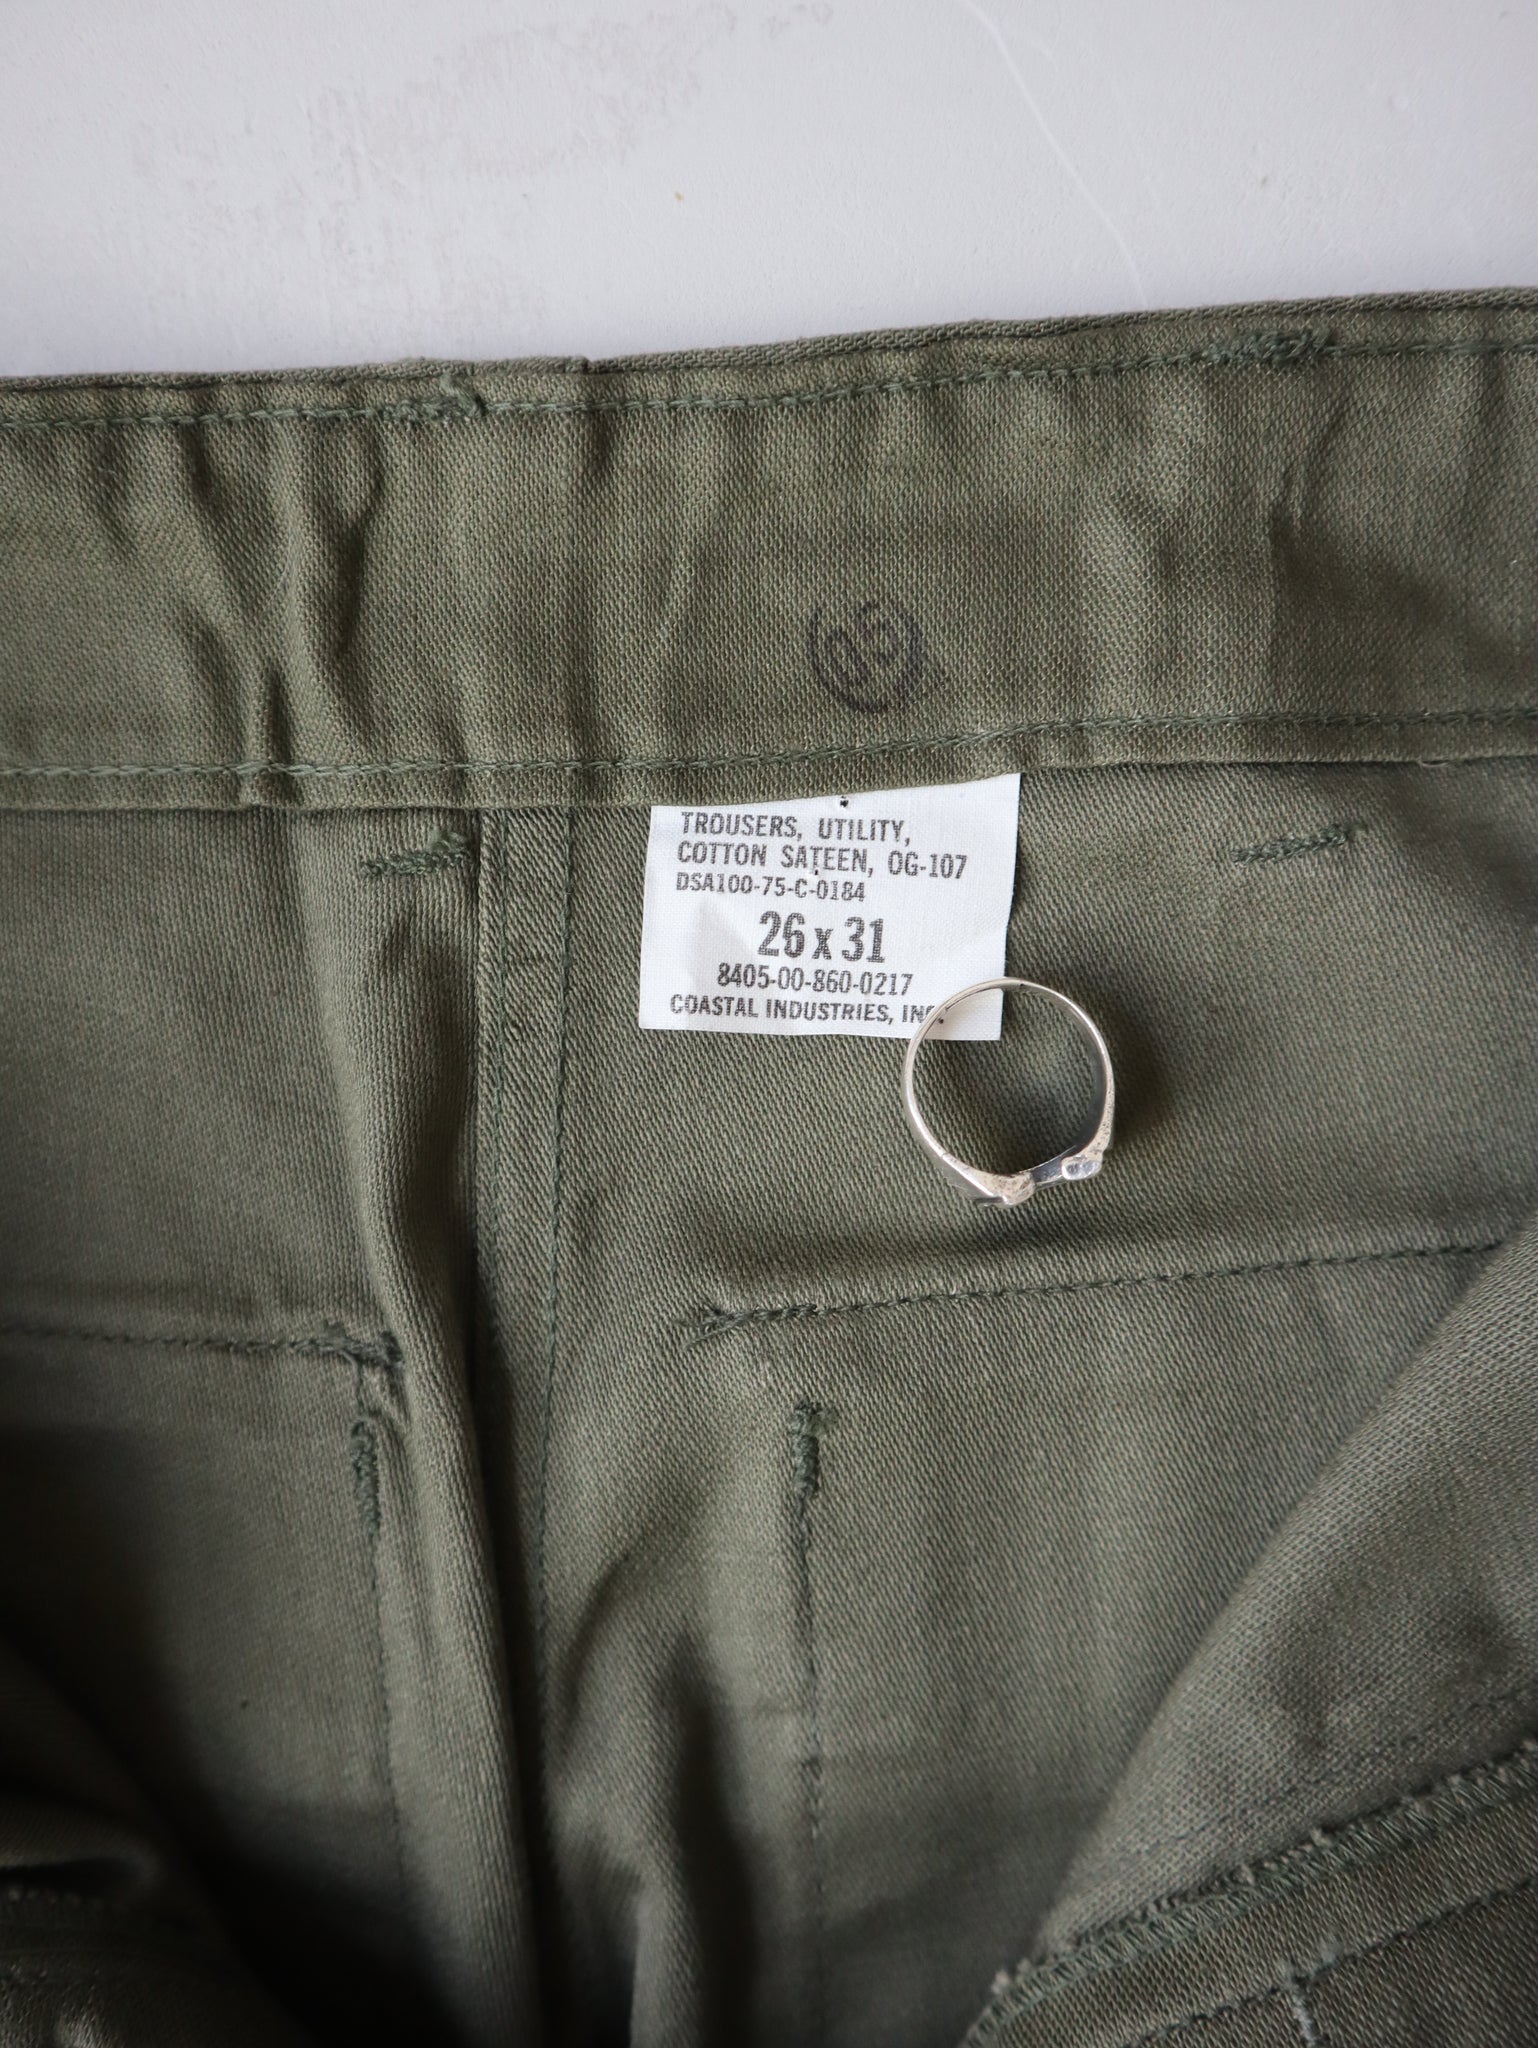 TROUSERS, UTILITY,
COTTON SATEEN, OG-107
DSA100-75-C-0184
26 x 31
8405-00-860-0217
COASTAL INDUSTRIES, INC.